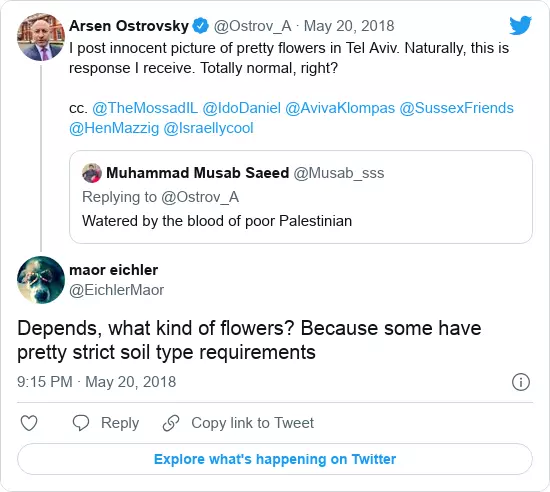 Arsen Ostrovsky @Ostrov_A · May 20, 2018
I post innocent picture of pretty flowers in Tel Aviv. Naturally, this is
response I receive. Totally normal, right?
cc. @TheMossadIL @IdoDaniel @AvivaKlompas @SussexFriends
@HenMazzig @Israellycool
Muhammad Musab Saeed @Musab_sss
Replying to @Ostrov_A
Watered by the blood of poor Palestinian
maor eichler
@EichlerMaor
Depends, what kind of flowers? Because some have
pretty strict soil type requirements
9:15 PM · May 20, 2018
Reply Copy link to Tweet
Explore what's happening on Twitter